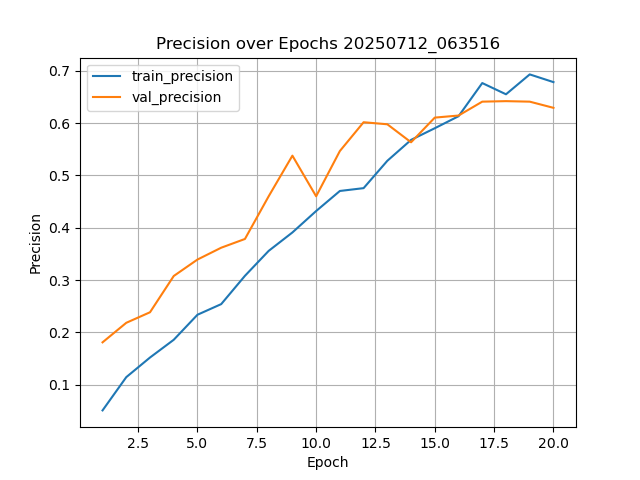 Precision over Epochs 20250712_063516
train_precision
val_precision
0.7
0.6
0.5
0.4
0.3
0.2
0.1
Precision
2.5 5.0 7.5 10.0 12.5 15.0 17.5 20.0
Epoch